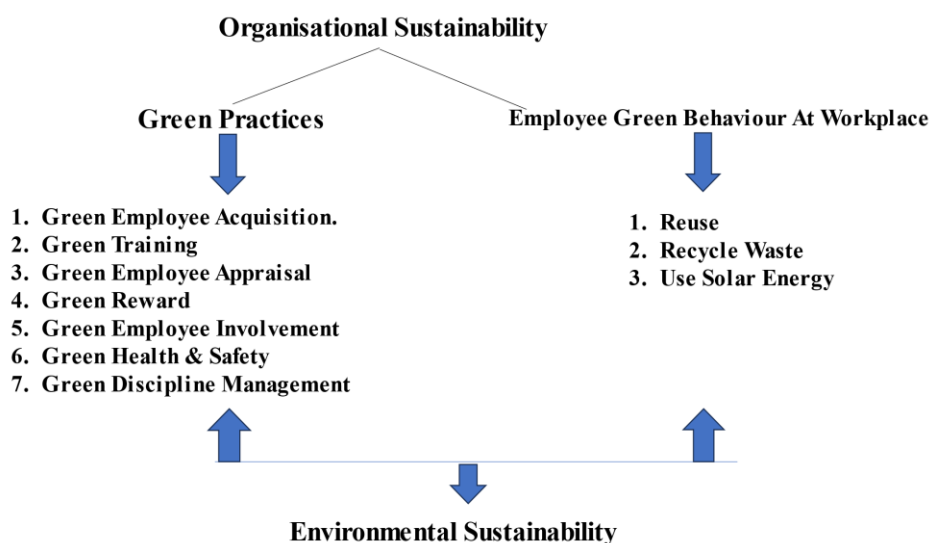 Organisational Sustainability
Green Practices
Employee Green Behaviour At Workplace
1. Green Employee Acquisition.
2. Green Training
3. Green Employee Appraisal
4. Green Reward
5. Green Employee Involvement
6. Green Health & Safety
7. Green Discipline Management
1. Reuse
2. Recycle Waste
3. Use Solar Energy
Environmental Sustainability